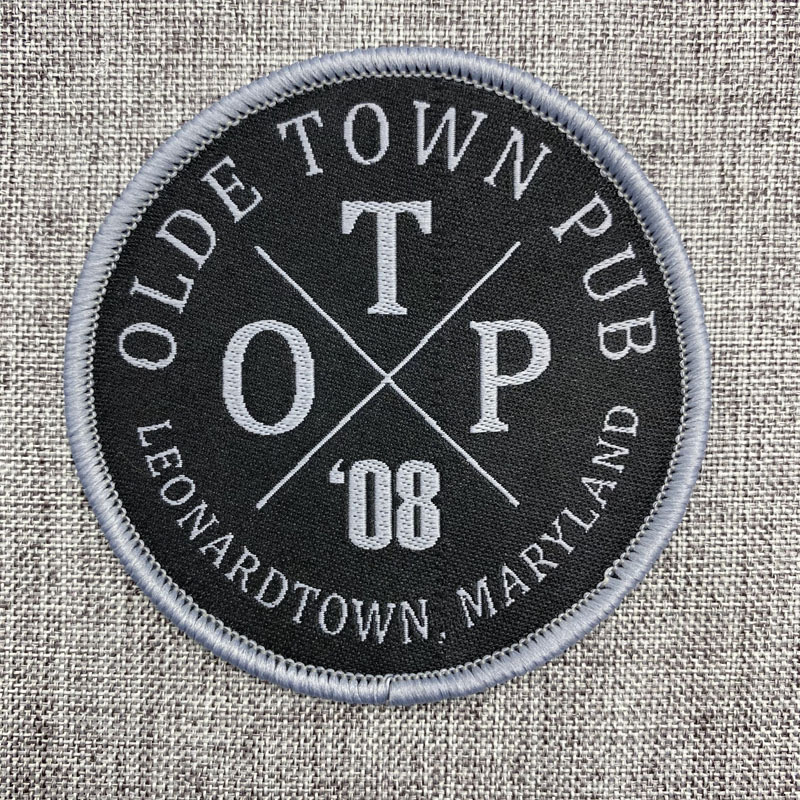 OLDE TOWN PUB
T
O P
‘08
LEONARDTOWN, MARYLAND